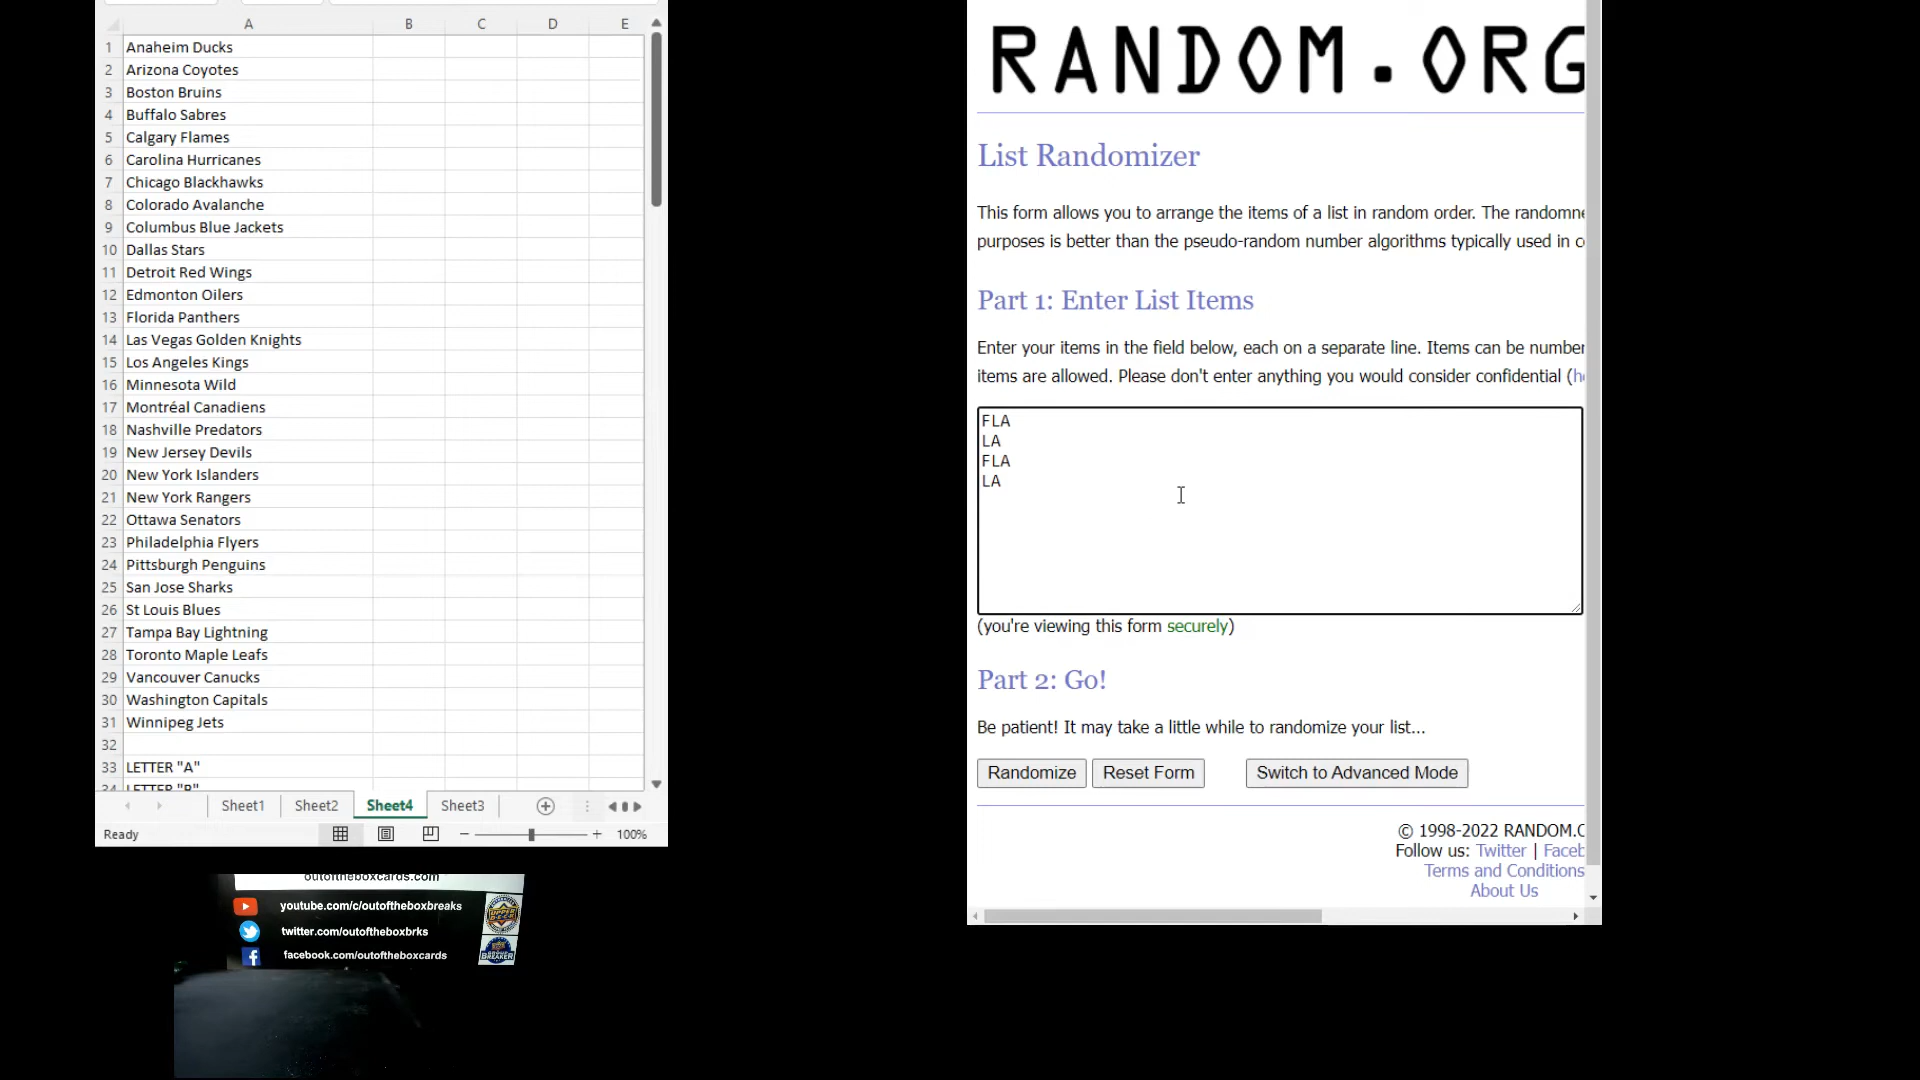 A B C D E
1 Anaheim Ducks
2 Arizona Coyotes
3 Boston Bruins
4 Buffalo Sabres
5 Calgary Flames
6 Carolina Hurricanes
7 Chicago Blackhawks
8 Colorado Avalanche
9 Columbus Blue Jackets
10 Dallas Stars
11 Detroit Red Wings
12 Edmonton Oilers
13 Florida Panthers
14 Las Vegas Golden Knights
15 Los Angeles Kings
16 Minnesota Wild
17 Montréal Canadiens
18 Nashville Predators
19 New Jersey Devils
20 New York Islanders
21 New York Rangers
22 Ottawa Senators
23 Philadelphia Flyers
24 Pittsburgh Penguins
25 San Jose Sharks
26 St Louis Blues
27 Tampa Bay Lightning
28 Toronto Maple Leafs
29 Vancouver Canucks
30 Washington Capitals
31 Winnipeg Jets
32
33 LETTER "A"
34 LETTER "B"
Sheet1 Sheet2 Sheet4 Sheet3
Ready 100%
outoftheboxcards.com
youtube.com/c/outoftheboxbreaks
twitter.com/outoftheboxbrks
facebook.com/outoftheboxcards
UPPER DECK
BREAKER
RANDOM.ORG
List Randomizer
This form allows you to arrange the items of a list in random order. The randomne
purposes is better than the pseudo-random number algorithms typically used in c
Part 1: Enter List Items
Enter your items in the field below, each on a separate line. Items can be number
items are allowed. Please don't enter anything you would consider confidential (h
FLA
LA
FLA
LA
(you're viewing this form securely)
Part 2: Go!
Be patient! It may take a little while to randomize your list...
Randomize Reset Form Switch to Advanced Mode
© 1998-2022 RANDOM.O
Follow us: Twitter | Faceb
Terms and Conditions
About Us